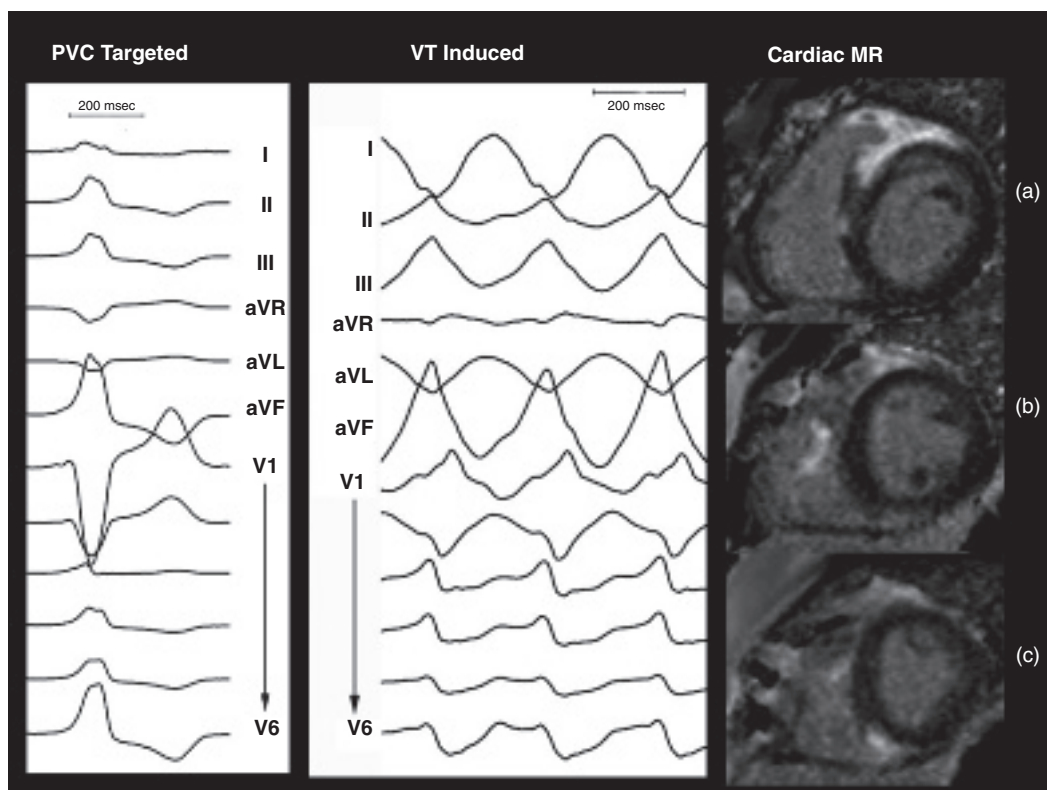 PVC Targeted
200 msec
I
II
III
aVR
aVL
aVF
V1
V6
VT Induced
200 msec
I
II
III
aVR
aVL
aVF
V1
V6
Cardiac MR
(a)
(b)
(c)